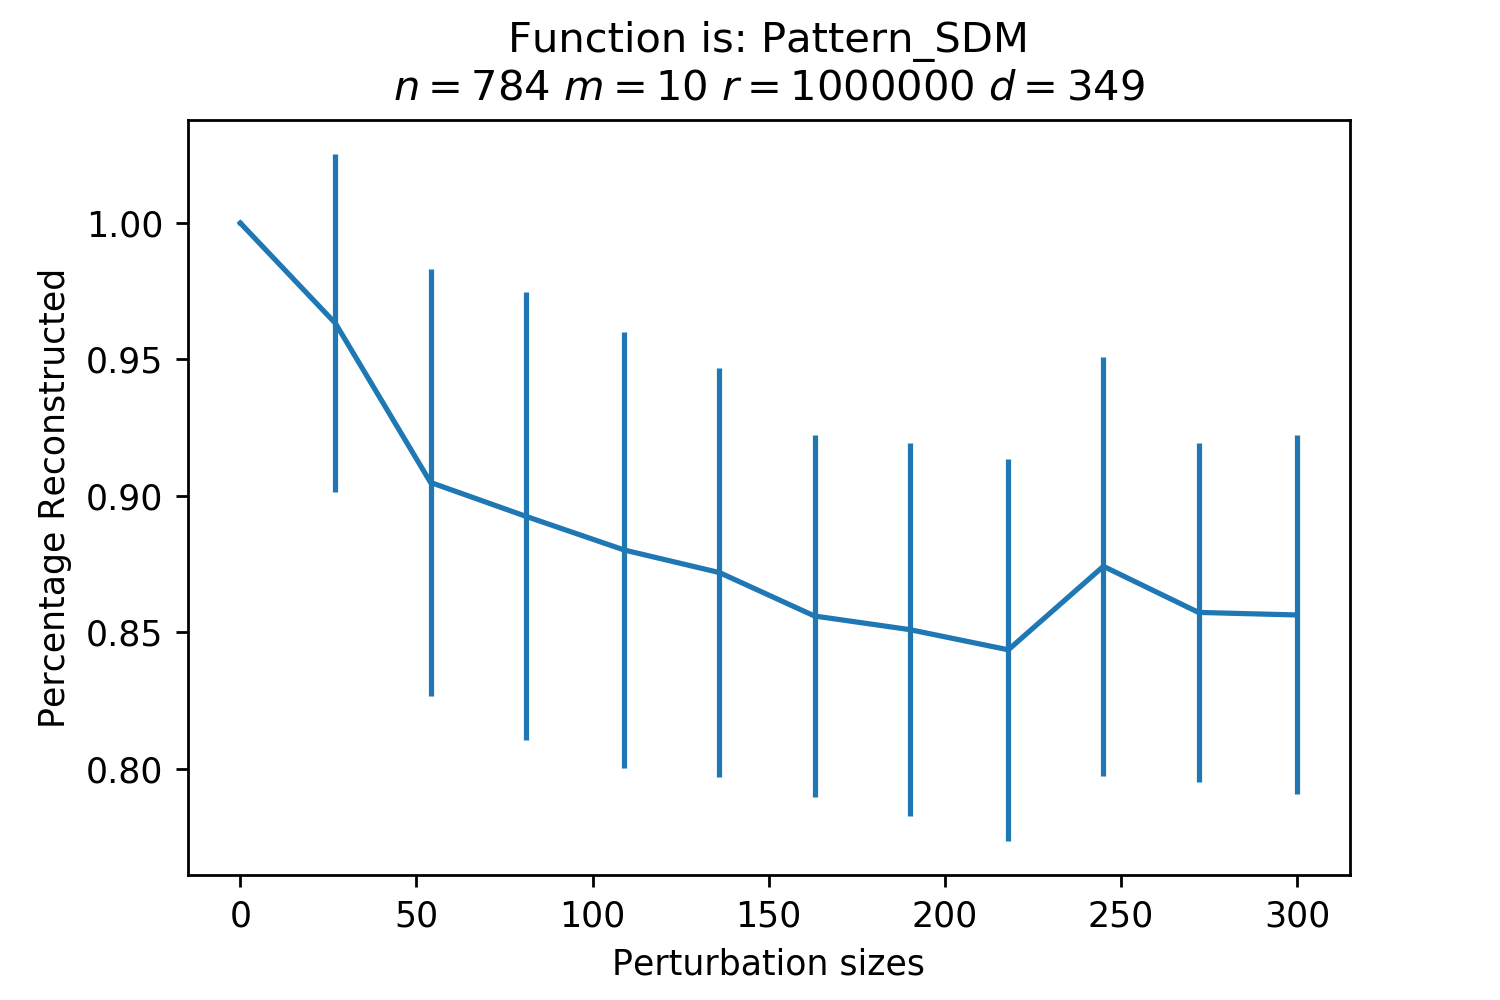 Function is: Pattern_SDM
n = 784 m = 10 r = 1000000 d = 349
Percentage Reconstructed
1.00
0.95
0.90
0.85
0.80
0 50 100 150 200 250 300
Perturbation sizes